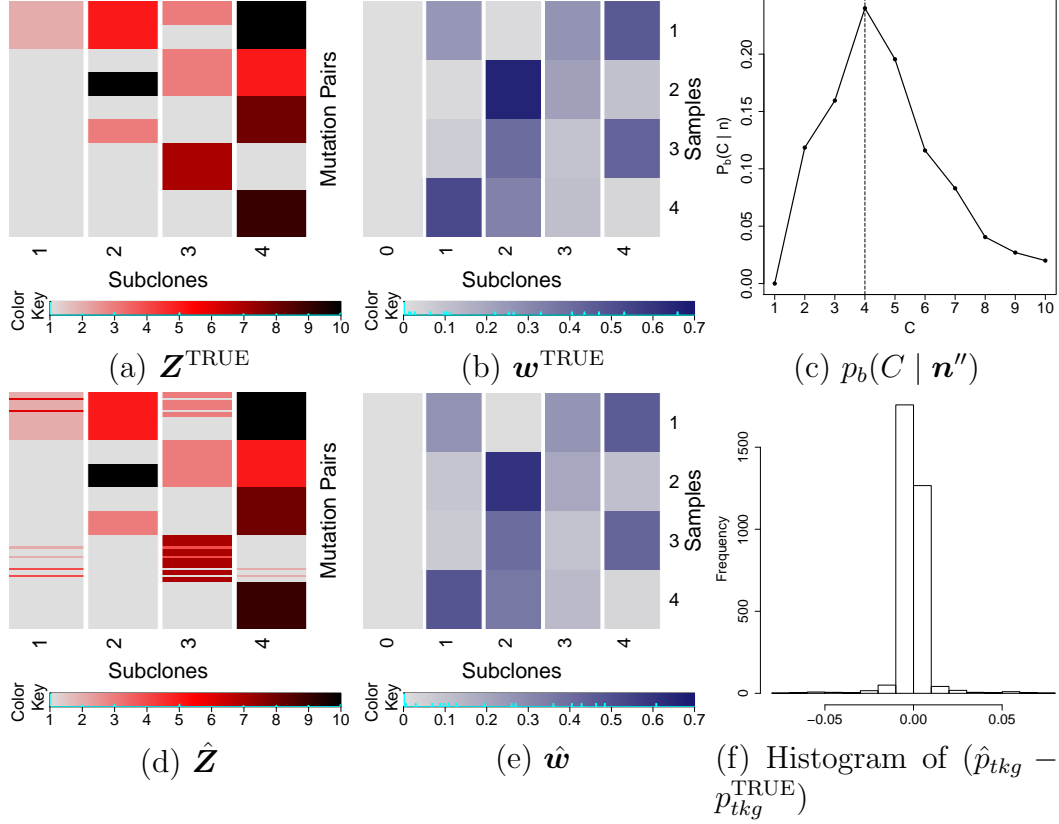 Mutation Pairs
1 2 3 4
Subclones
Color Key
1 2 3 4 5 6 7 8 9 10
(a) Z^TRUE
1
2
3
4
Samples
0 1 2 3 4
Subclones
Color Key
0 0.1 0.2 0.3 0.4 0.5 0.6 0.7
(b) w^TRUE
P_b(C | n)
0.20
0.15
0.10
0.05
0.00
1 2 3 4 5 6 7 8 9 10
C
(c) p_b(C | n″)
Mutation Pairs
1 2 3 4
Subclones
Color Key
1 2 3 4 5 6 7 8 9 10
(d) Ẑ
1
2
3
4
Samples
0 1 2 3 4
Subclones
Color Key
0 0.1 0.2 0.3 0.4 0.5 0.6 0.7
(e) ŵ
Frequency
1500
1000
500
0
−0.05 0.00 0.05
(f) Histogram of (p̂_tkg −
p_tkg^TRUE)